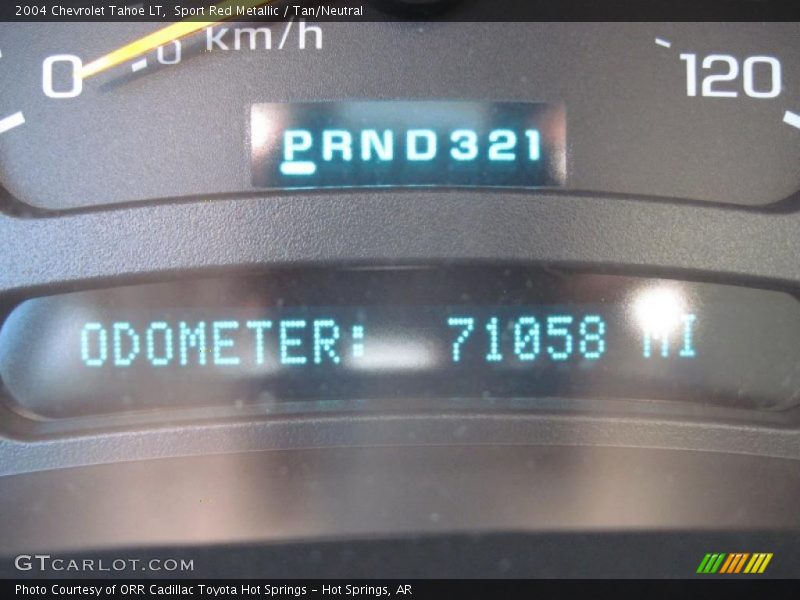 2004 Chevrolet Tahoe LT, Sport Red Metallic / Tan/Neutral
0 0 km/h 120
PRND321
ODOMETER: 71058 MI
GTCARLOT.COM
Photo Courtesy of ORR Cadillac Toyota Hot Springs – Hot Springs, AR